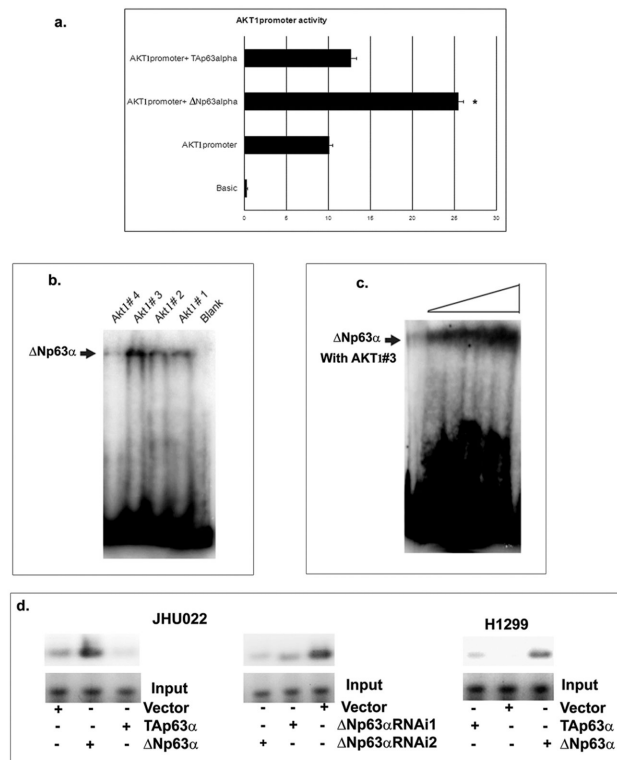 a.
AKT1promoter activity
AKT1promoter+ TAp63alpha
AKT1promoter+ ΔNp63alpha
*
AKT1promoter
Basic
0 5 10 15 20 25 30
b.
Akt1# 4
Akt1# 3
Akt1# 2
Akt1# 1
Blank
ΔNp63α
c.
ΔNp63α
With AKT1#3
d.
JHU022
H1299
Input Input Input
+ - - Vector - - + Vector - + - Vector
- - + TAp63α - + - ΔNp63αRNAi1 + - - TAp63α
- + - ΔNp63α + - - ΔNp63αRNAi2 - - + ΔNp63α